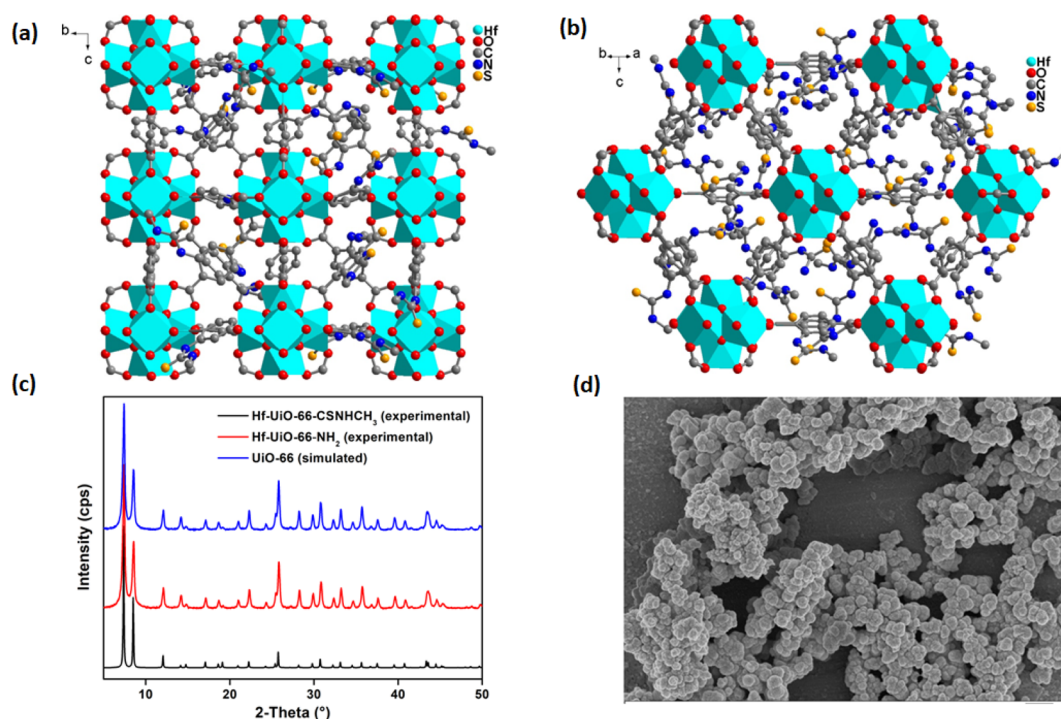 (a)
b
c
Hf
O
C
N
S
(b)
b a
c
Hf
O
C
N
S
(c)
Hf-UiO-66-CSNHCH₃ (experimental)
Hf-UiO-66-NH₂ (experimental)
UiO-66 (simulated)
Intensity (cps)
10 20 30 40 50
2-Theta (°)
(d)